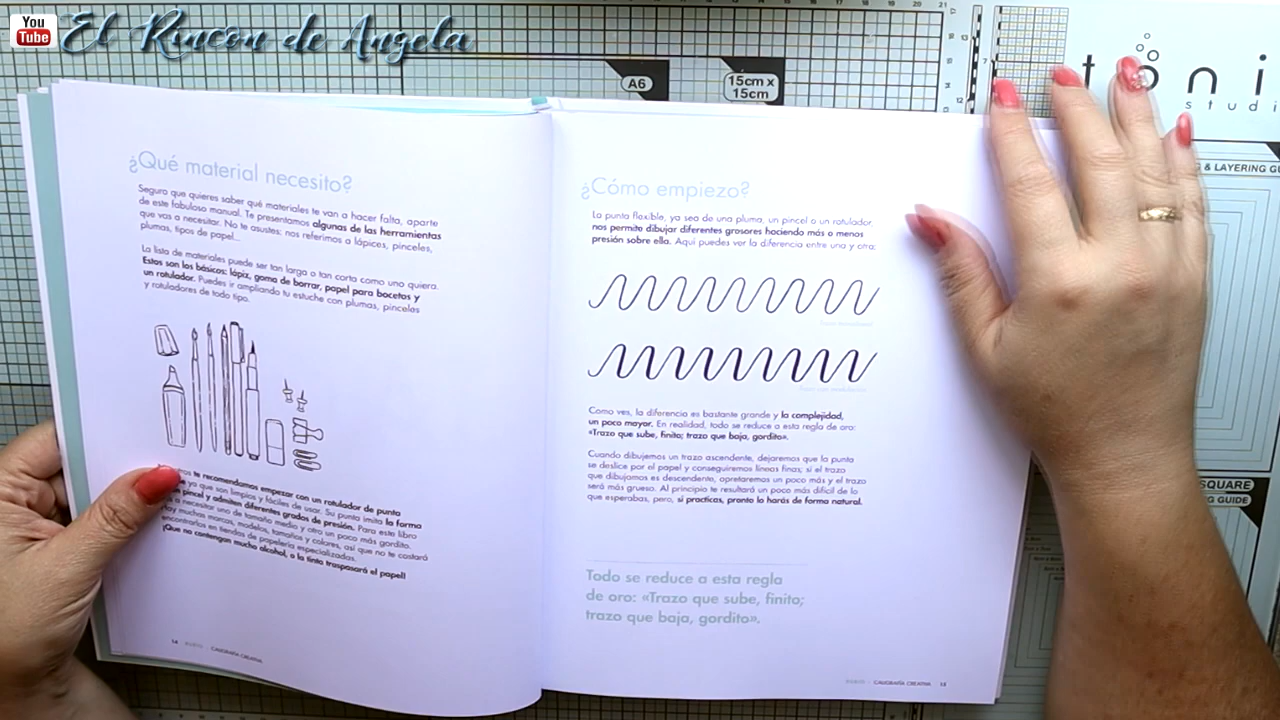 You
Tube
El Rincón de Angela
A6
15cm x
15cm
toni
studi
& LAYERING GU
SQUARE
NG GUIDE
¿Qué material necesito?
Seguro que quieres saber qué materiales te van a hacer falta, aparte
de este fabuloso manual. Te presentamos algunas de las herramientas
que vas a necesitar. No te asustes: nos referimos a lápices, pinceles,
plumas, tipos de papel...
La lista de materiales puede ser tan larga o tan corta como uno quiera.
Estos son los básicos: lápiz, goma de borrar, papel para bocetos y
un rotulador. Puedes ir ampliando tu estuche con plumas, pinceles
y rotuladores de todo tipo.
te recomendamos empezar con un rotulador de punta
ya que son limpios y fáciles de usar. Su punta imita la forma
pincel y admiten diferentes grados de presión. Para este libro
necesitar uno de tamaño medio y otro un poco más gordito.
Hay muchas marcas, modelos, tamaños y colores, así que no te costará
encontrarlos en tiendas de papelería especializadas.
¡Que no contengan mucho alcohol, o la tinta traspasará el papel!
14 CALIGRAFÍA CREATIVA
¿Cómo empiezo?
La punta flexible, ya sea de una pluma, un pincel o un rotulador,
nos permite dibujar diferentes grosores haciendo más o menos
presión sobre ella. Aquí puedes ver la diferencia entre una y otra:
Como ves, la diferencia es bastante grande y la complejidad,
un poco mayor. En realidad, todo se reduce a esta regla de oro:
«Trazo que sube, finito; trazo que baja, gordito».
Cuando dibujemos un trazo ascendente, dejaremos que la punta
se deslice por el papel y conseguiremos líneas finas; si el trazo
que dibujamos es descendente, apretaremos un poco más y el trazo
será más grueso. Al principio te resultará un poco más difícil de lo
que esperabas, pero, si practicas, pronto lo harás de forma natural.
Todo se reduce a esta regla
de oro: «Trazo que sube, finito;
trazo que baja, gordito».
CALIGRAFÍA CREATIVA 15